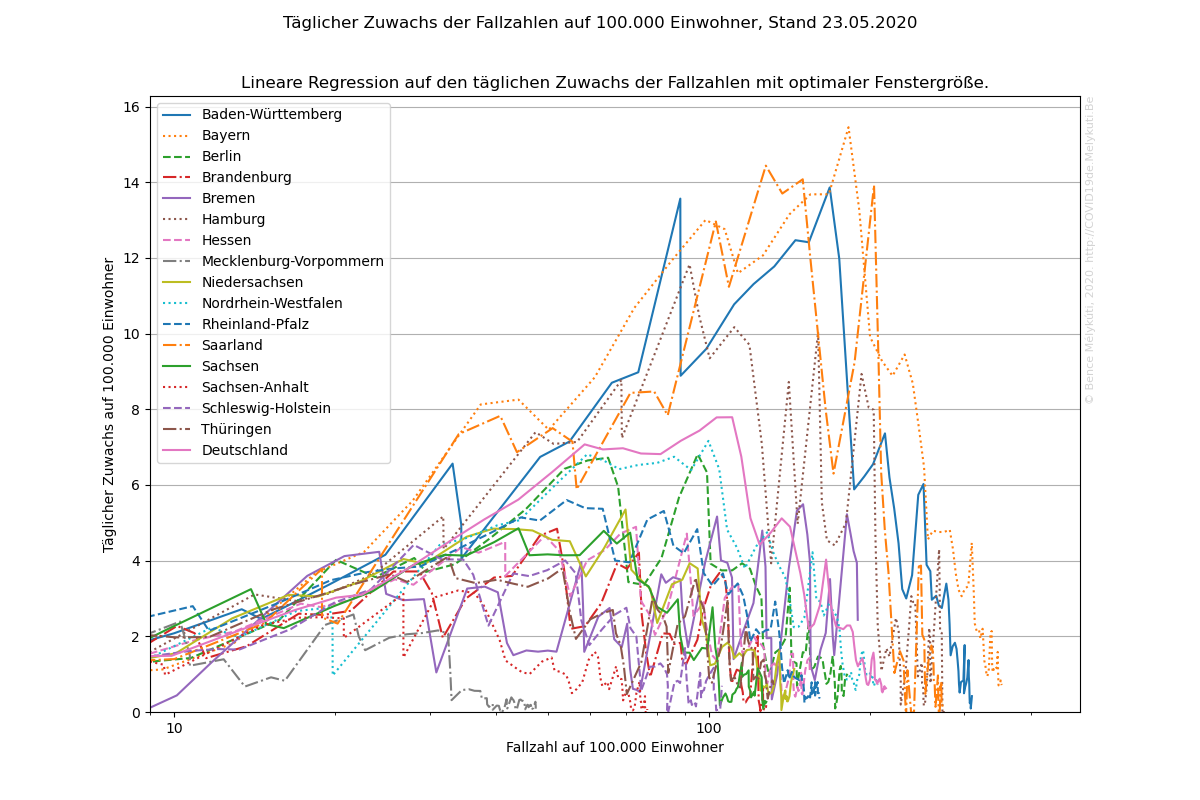 Täglicher Zuwachs der Fallzahlen auf 100.000 Einwohner, Stand 23.05.2020
Lineare Regression auf den täglichen Zuwachs der Fallzahlen mit optimaler Fenstergröße.
Täglicher Zuwachs auf 100.000 Einwohner
16
14
12
10
8
6
4
2
0
Baden-Württemberg
Bayern
Berlin
Brandenburg
Bremen
Hamburg
Hessen
Mecklenburg-Vorpommern
Niedersachsen
Nordrhein-Westfalen
Rheinland-Pfalz
Saarland
Sachsen
Sachsen-Anhalt
Schleswig-Holstein
Thüringen
Deutschland
10
100
Fallzahl auf 100.000 Einwohner
© Bence Mélykúti, 2020 http://COVID19de.Melykuti.Be